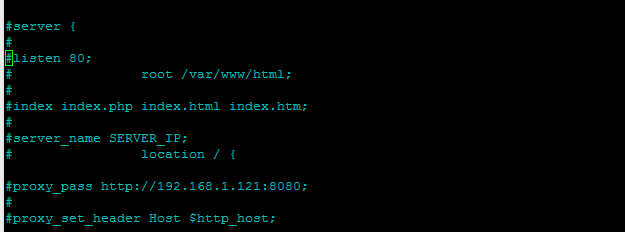 #server {
#
#listen 80;
#                root /var/www/html;
#
#index index.php index.html index.htm;
#
#server_name SERVER_IP;
#                location / {
#proxy_pass http://192.168.1.121:8080;
#
#proxy_set_header Host $http_host;